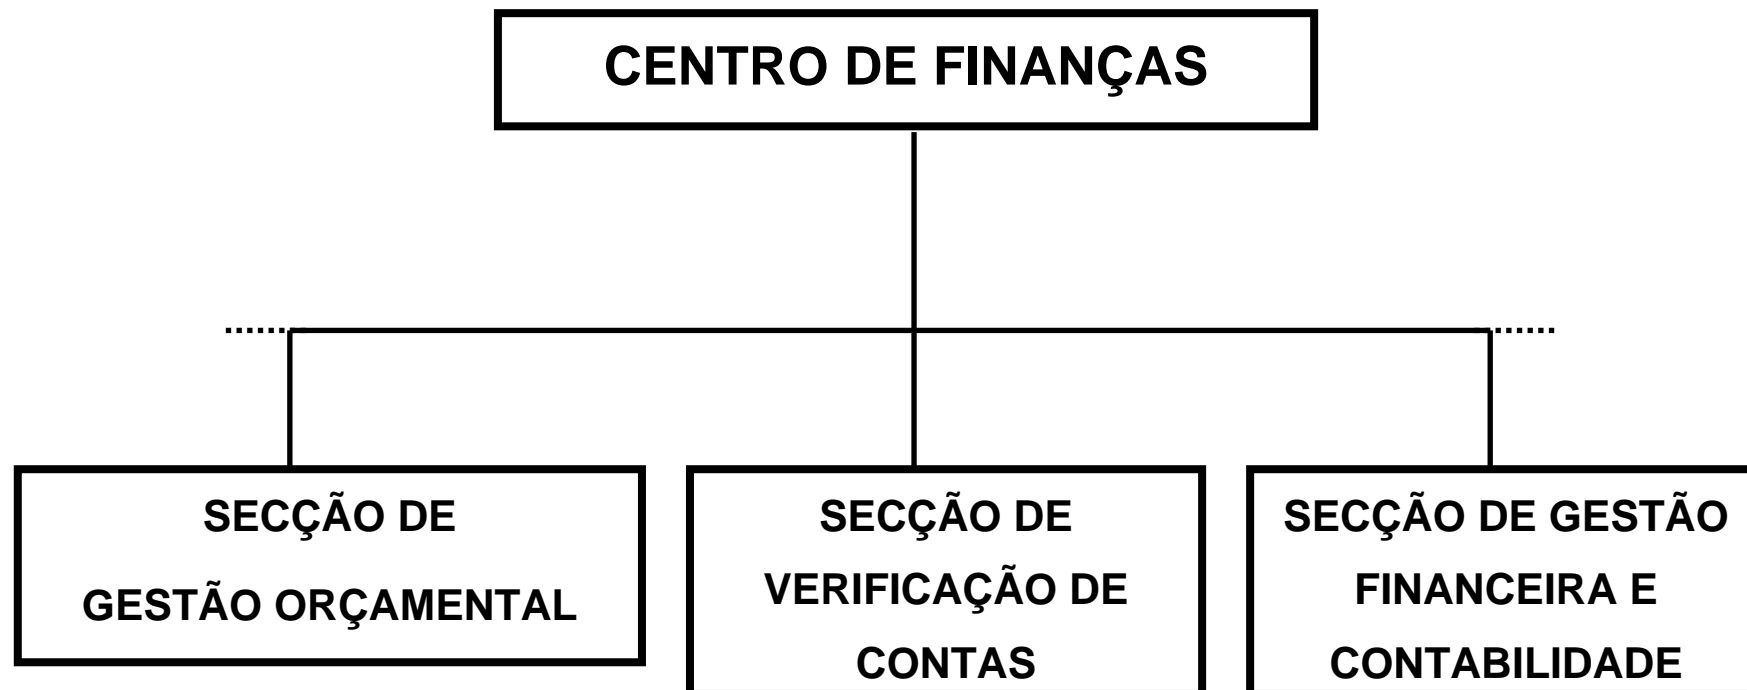 CENTRO DE FINANÇAS
SECÇÃO DE
GESTÃO ORÇAMENTAL
SECÇÃO DE
VERIFICAÇÃO DE
CONTAS
SECÇÃO DE GESTÃO
FINANCEIRA E
CONTABILIDADE